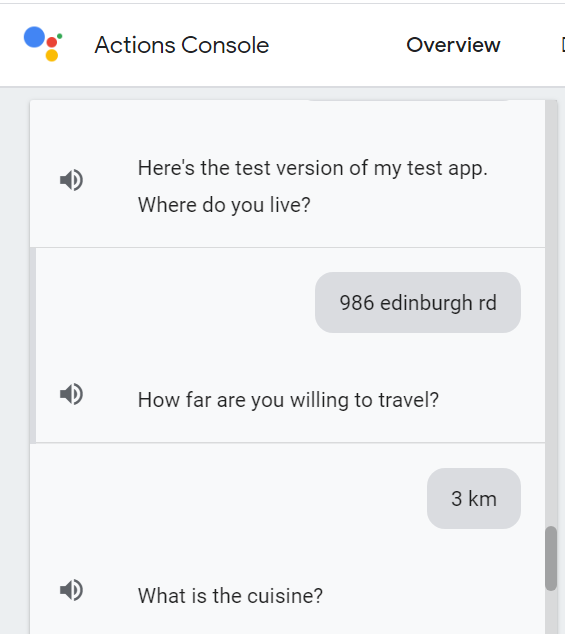 Actions Console
Overview
Here's the test version of my test app.
Where do you live?
986 edinburgh rd
How far are you willing to travel?
3 km
What is the cuisine?